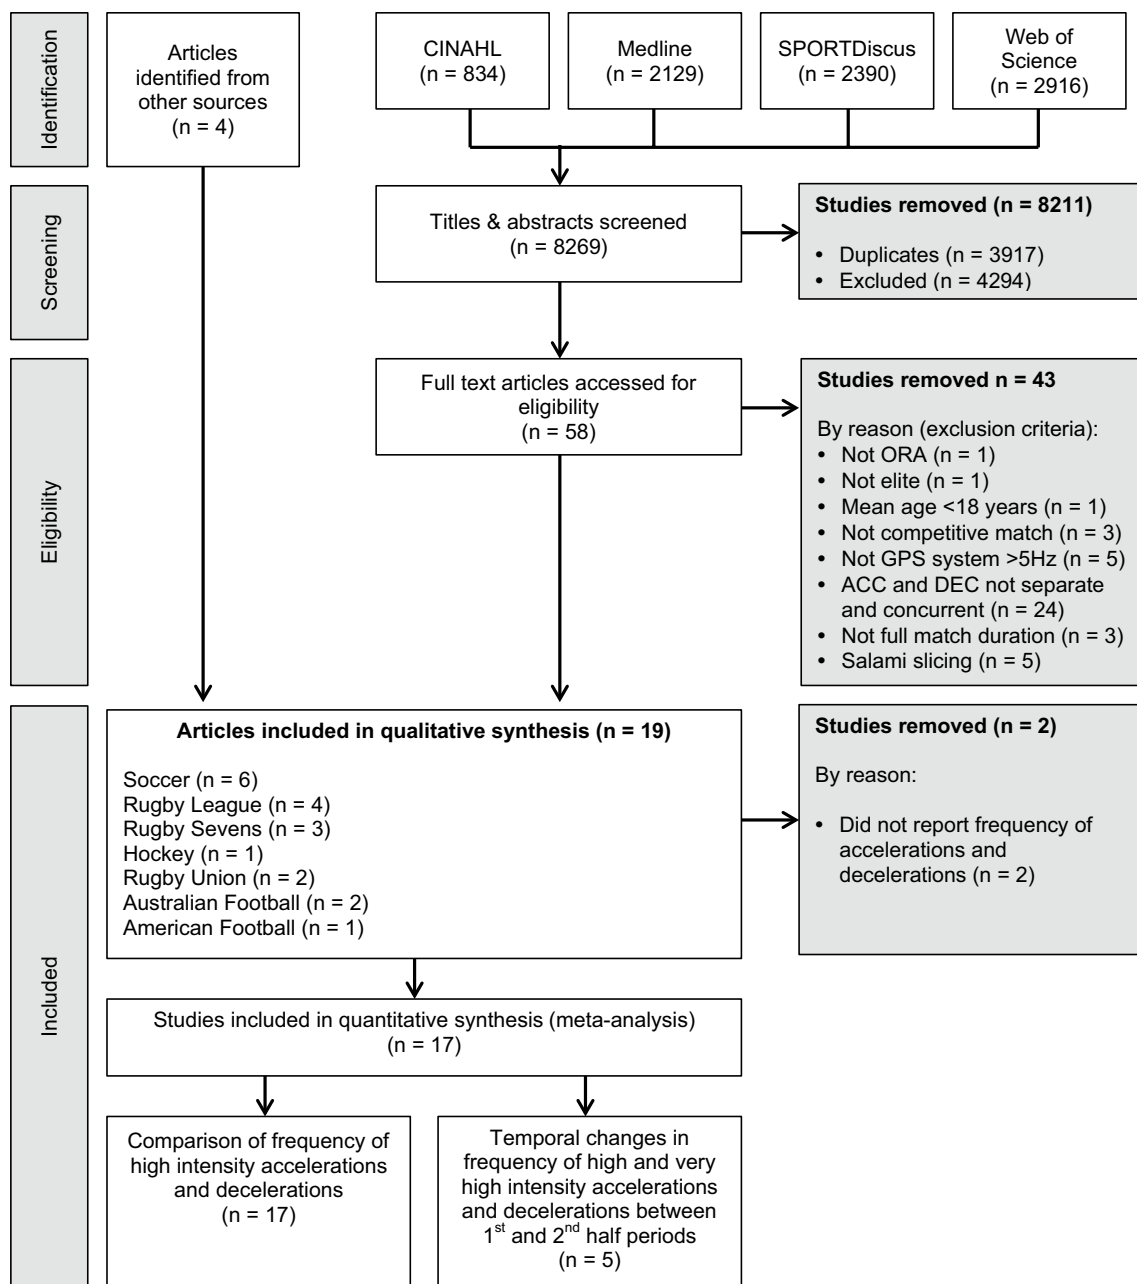 Identification
Articles
identified from
other sources
(n = 4)
CINAHL
(n = 834)
Medline
(n = 2129)
SPORTDiscus
(n = 2390)
Web of
Science
(n = 2916)
Screening
Titles & abstracts screened
(n = 8269)
Studies removed (n = 8211)
• Duplicates (n = 3917)
• Excluded (n = 4294)
Eligibility
Full text articles accessed for
eligibility
(n = 58)
Studies removed n = 43
By reason (exclusion criteria):
• Not ORA (n = 1)
• Not elite (n = 1)
• Mean age <18 years (n = 1)
• Not competitive match (n = 3)
• Not GPS system >5Hz (n = 5)
• ACC and DEC not separate
and concurrent (n = 24)
• Not full match duration (n = 3)
• Salami slicing (n = 5)
Included
Articles included in qualitative synthesis (n = 19)
Soccer (n = 6)
Rugby League (n = 4)
Rugby Sevens (n = 3)
Hockey (n = 1)
Rugby Union (n = 2)
Australian Football (n = 2)
American Football (n = 1)
Studies removed (n = 2)
By reason:
• Did not report frequency of
accelerations and
decelerations (n = 2)
Studies included in quantitative synthesis (meta-analysis)
(n = 17)
Comparison of frequency of
high intensity accelerations
and decelerations
(n = 17)
Temporal changes in
frequency of high and very
high intensity accelerations
and decelerations between
1st and 2nd half periods
(n = 5)